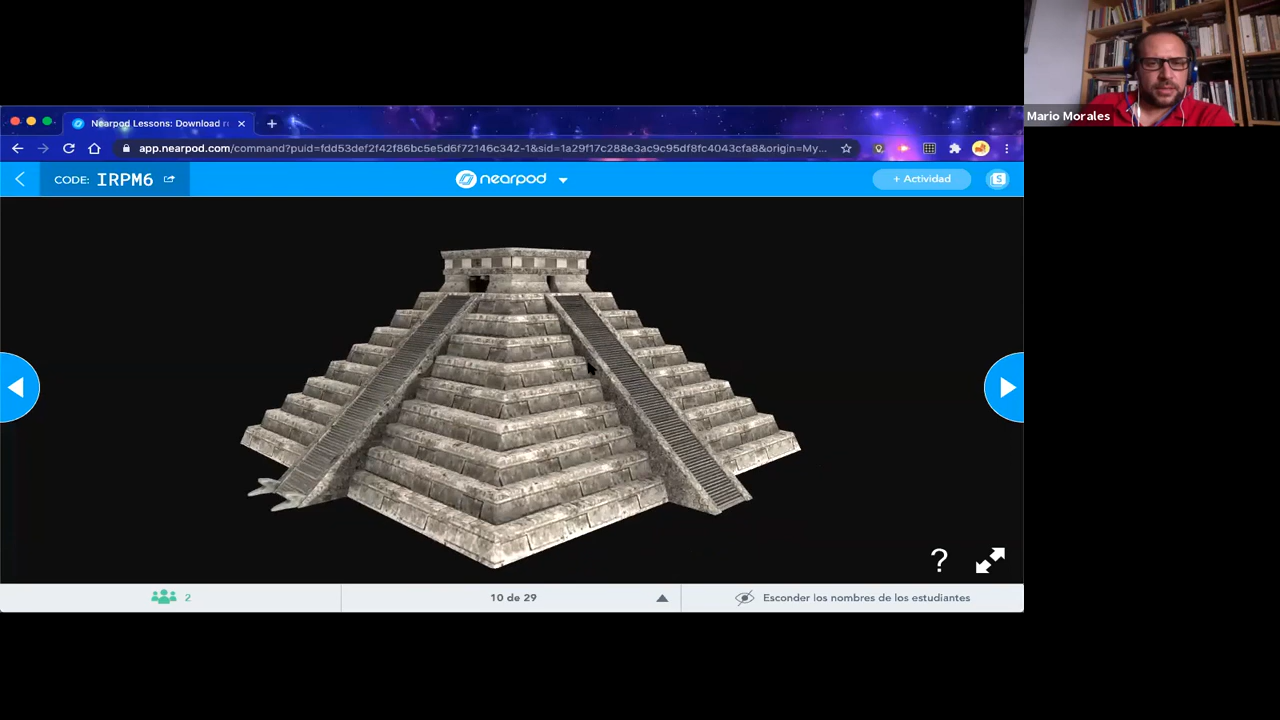 Nearpod Lessons: Download r
app.nearpod.com/command?puid=fdd53def2f42f86bc5e5d6f72146c342-1&sid=1a29f17c288e3ac9c95df8fc4043cfa8&origin=My...
Mario Morales
CODE: IRPM6
nearpod
+ Actividad
S
?
2
10 de 29
Esconder los nombres de los estudiantes